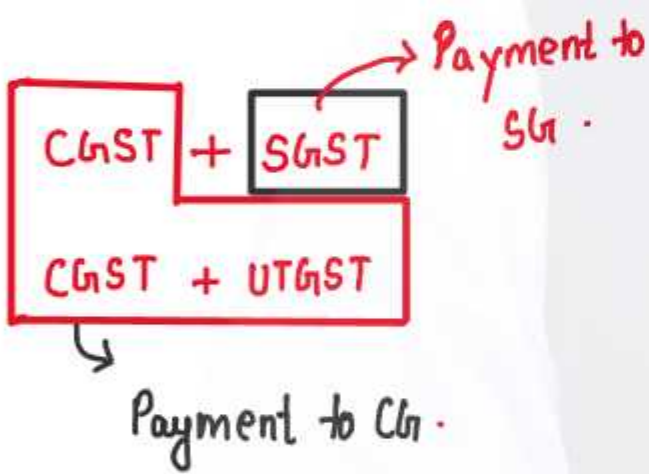 Payment to
SG.
CGST + SGST
CGST + UTGST
Payment to CG.